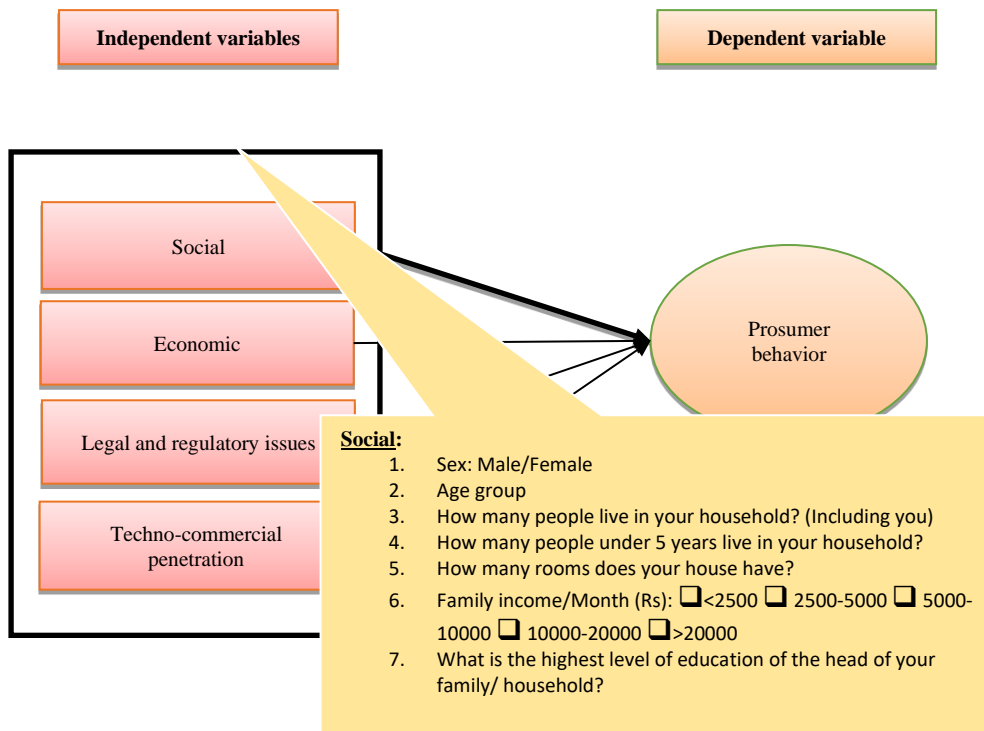 Independent variables
Dependent variable
Social
Economic
Legal and regulatory issues
Techno-commercial
penetration
Prosumer
behavior
Social:
1. Sex: Male/Female
2. Age group
3. How many people live in your household? (Including you)
4. How many people under 5 years live in your household?
5. How many rooms does your house have?
6. Family income/Month (Rs): ❑<2500 ❑ 2500-5000 ❑ 5000-
10000 ❑ 10000-20000 ❑>20000
7. What is the highest level of education of the head of your
family/ household?